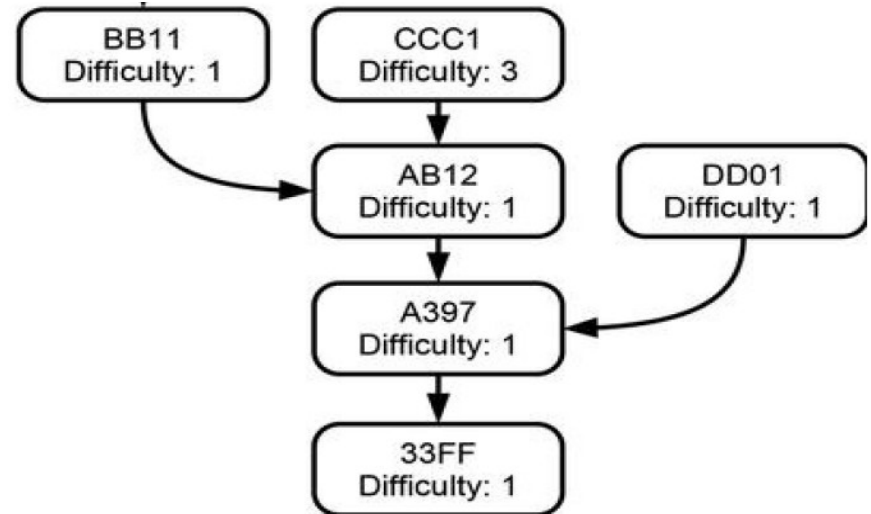 BB11
Difficulty: 1
CCC1
Difficulty: 3
AB12
Difficulty: 1
DD01
Difficulty: 1
A397
Difficulty: 1
33FF
Difficulty: 1